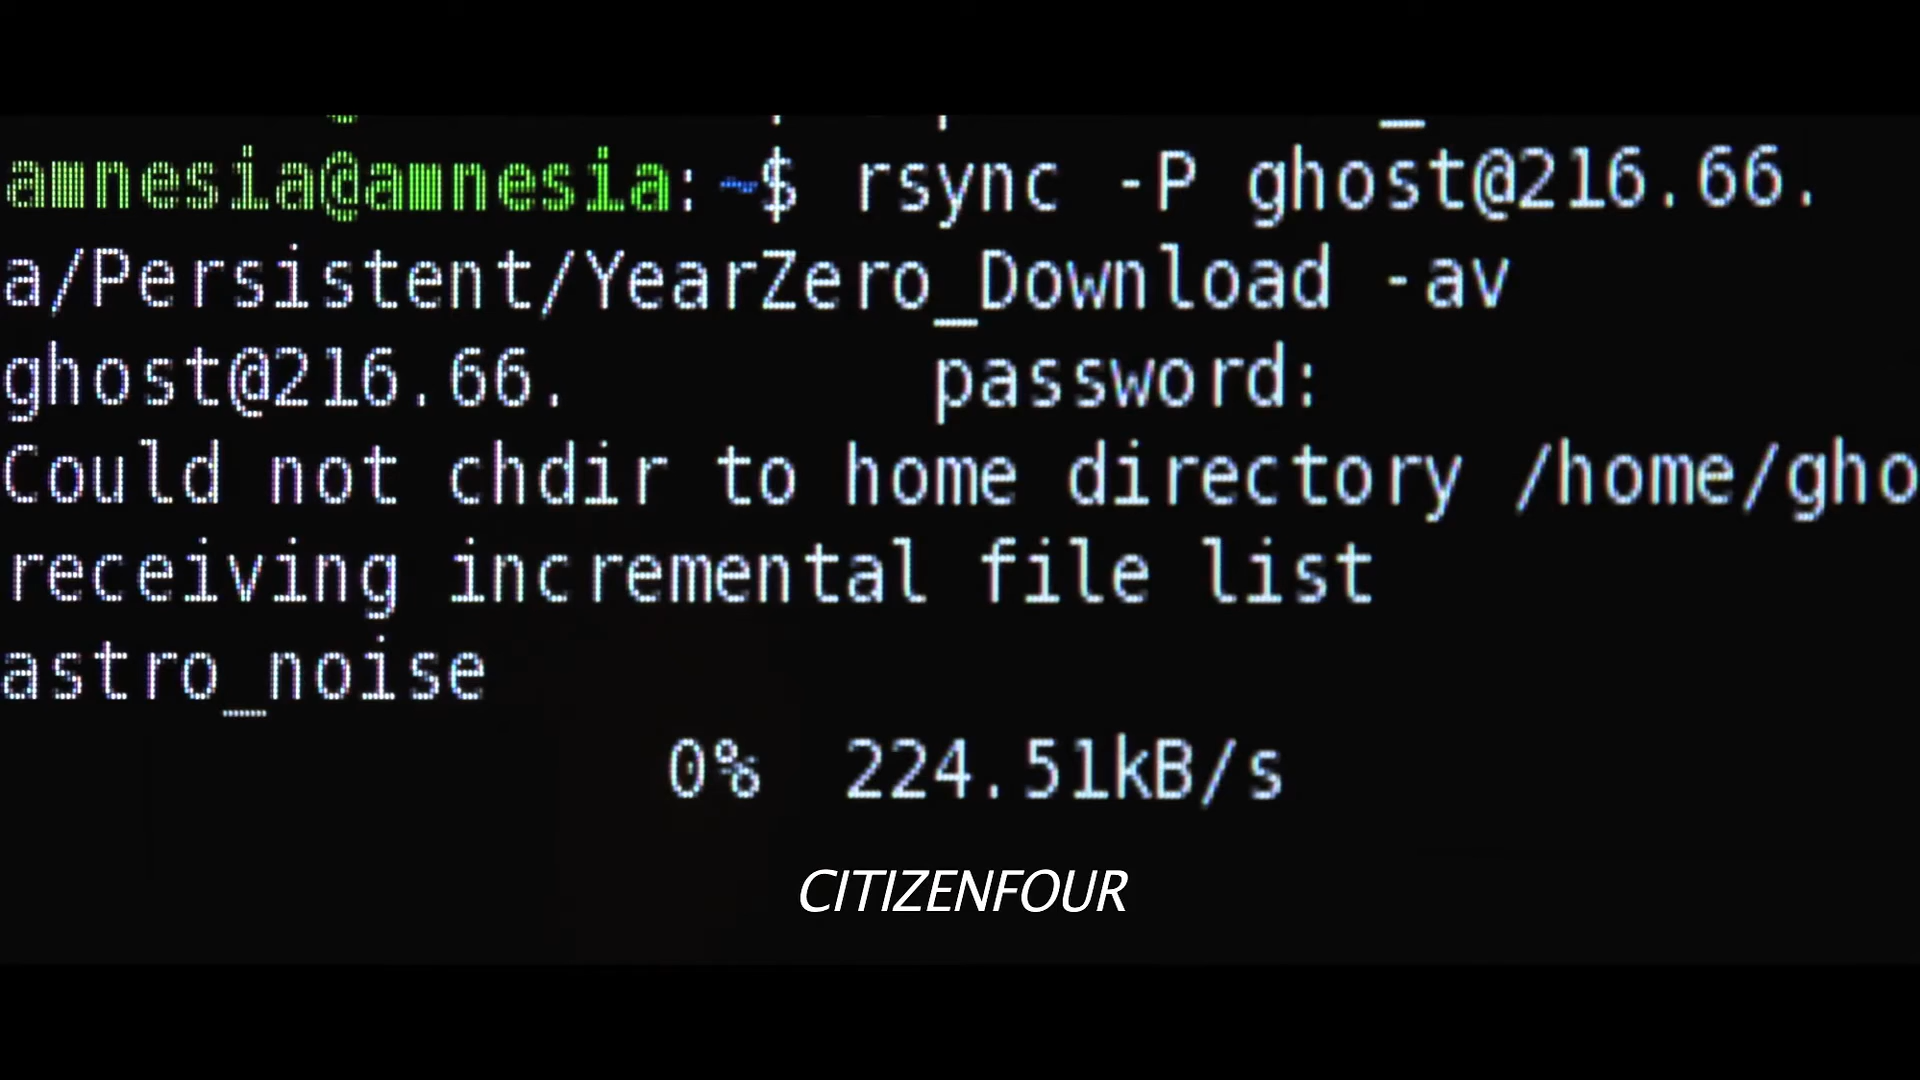 amnesia@amnesia:~$ rsync -P ghost@216.66.
a/Persistent/YearZero_Download -av
ghost@216.66. password:
Could not chdir to home directory /home/gho
receiving incremental file list
astro_noise
0% 224.51kB/s
CITIZENFOUR